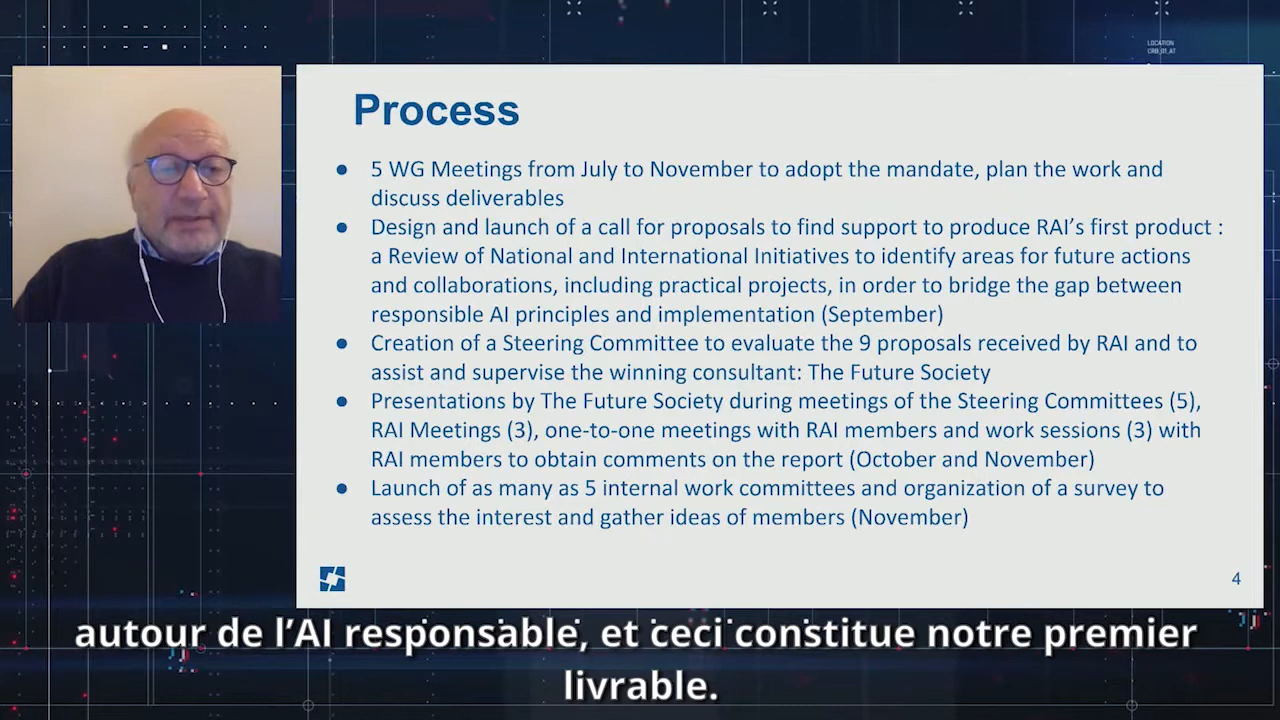 LOCATION
CRD_111_AT
Process
● 5 WG Meetings from July to November to adopt the mandate, plan the work and
discuss deliverables
● Design and launch of a call for proposals to find support to produce RAI’s first product :
a Review of National and International Initiatives to identify areas for future actions
and collaborations, including practical projects, in order to bridge the gap between
responsible AI principles and implementation (September)
● Creation of a Steering Committee to evaluate the 9 proposals received by RAI and to
assist and supervise the winning consultant: The Future Society
● Presentations by The Future Society during meetings of the Steering Committees (5),
RAI Meetings (3), one-to-one meetings with RAI members and work sessions (3) with
RAI members to obtain comments on the report (October and November)
● Launch of as many as 5 internal work committees and organization of a survey to
assess the interest and gather ideas of members (November)
4
autour de l’AI responsable, et ceci constitue notre premier
livrable.